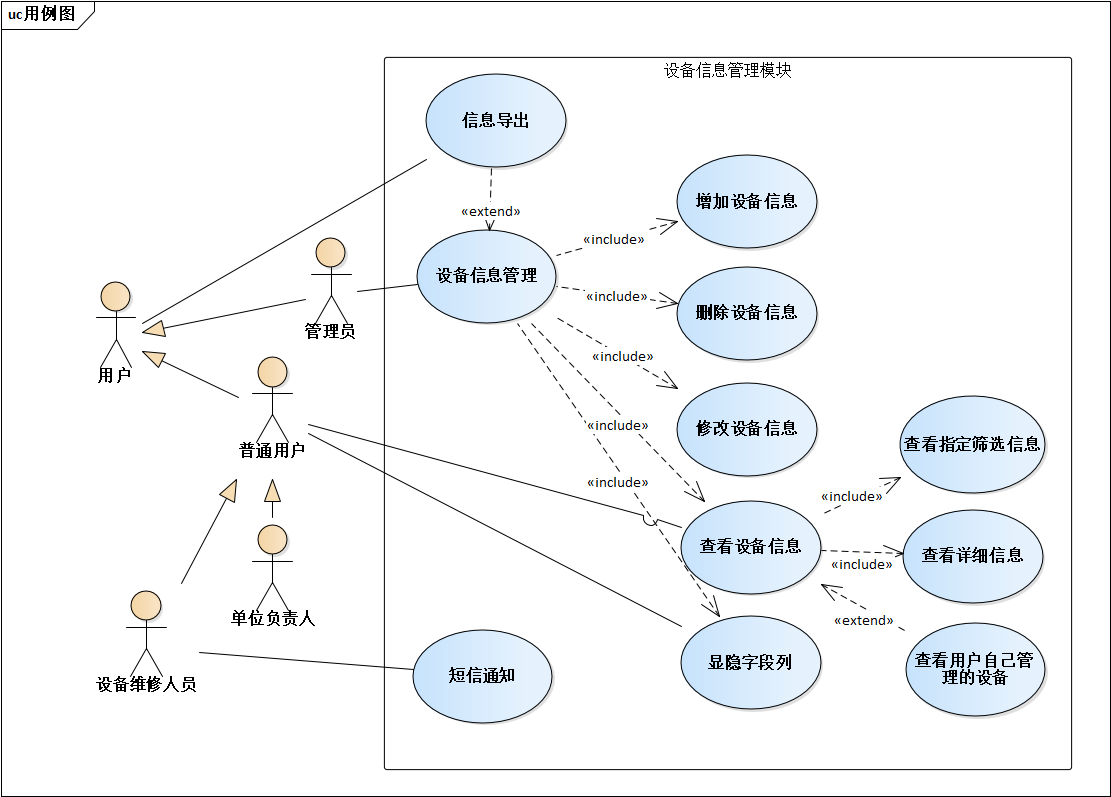 uc用例图
设备信息管理模块
信息导出
«extend»
增加设备信息
«include»
设备信息管理
«include»
删除设备信息
管理员
«include»
用户
修改设备信息
«include»
查看指定筛选信息
普通用户
«include»
«include»
查看设备信息
查看详细信息
«include»
单位负责人
«extend»
查看用户自己管
理的设备
显隐字段列
短信通知
设备维修人员